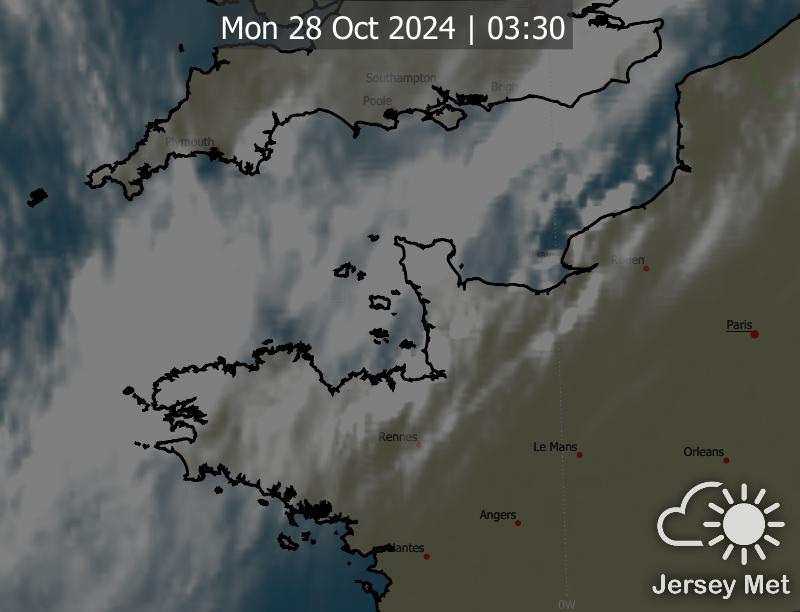 Mon 28 Oct 2024 | 03:30
Southampton
Brigh
Poole
Plymouth
Rouen
Paris
Rennes
Le Mans
Orleans
Angers
Nantes
Jersey Met
0W